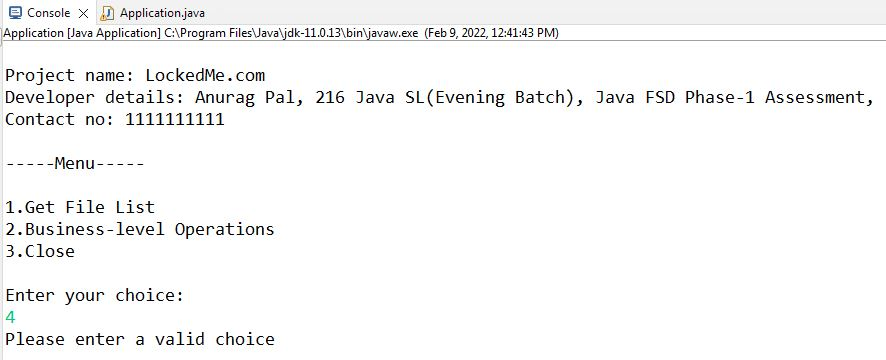 Console Application.java
Application [Java Application] C:\Program Files\Java\jdk-11.0.13\bin\javaw.exe (Feb 9, 2022, 12:41:43 PM)
Project name: LockedMe.com
Developer details: Anurag Pal, 216 Java SL(Evening Batch), Java FSD Phase-1 Assessment,
Contact no: 1111111111
-----Menu-----
1.Get File List
2.Business-level Operations
3.Close
Enter your choice:
4
Please enter a valid choice